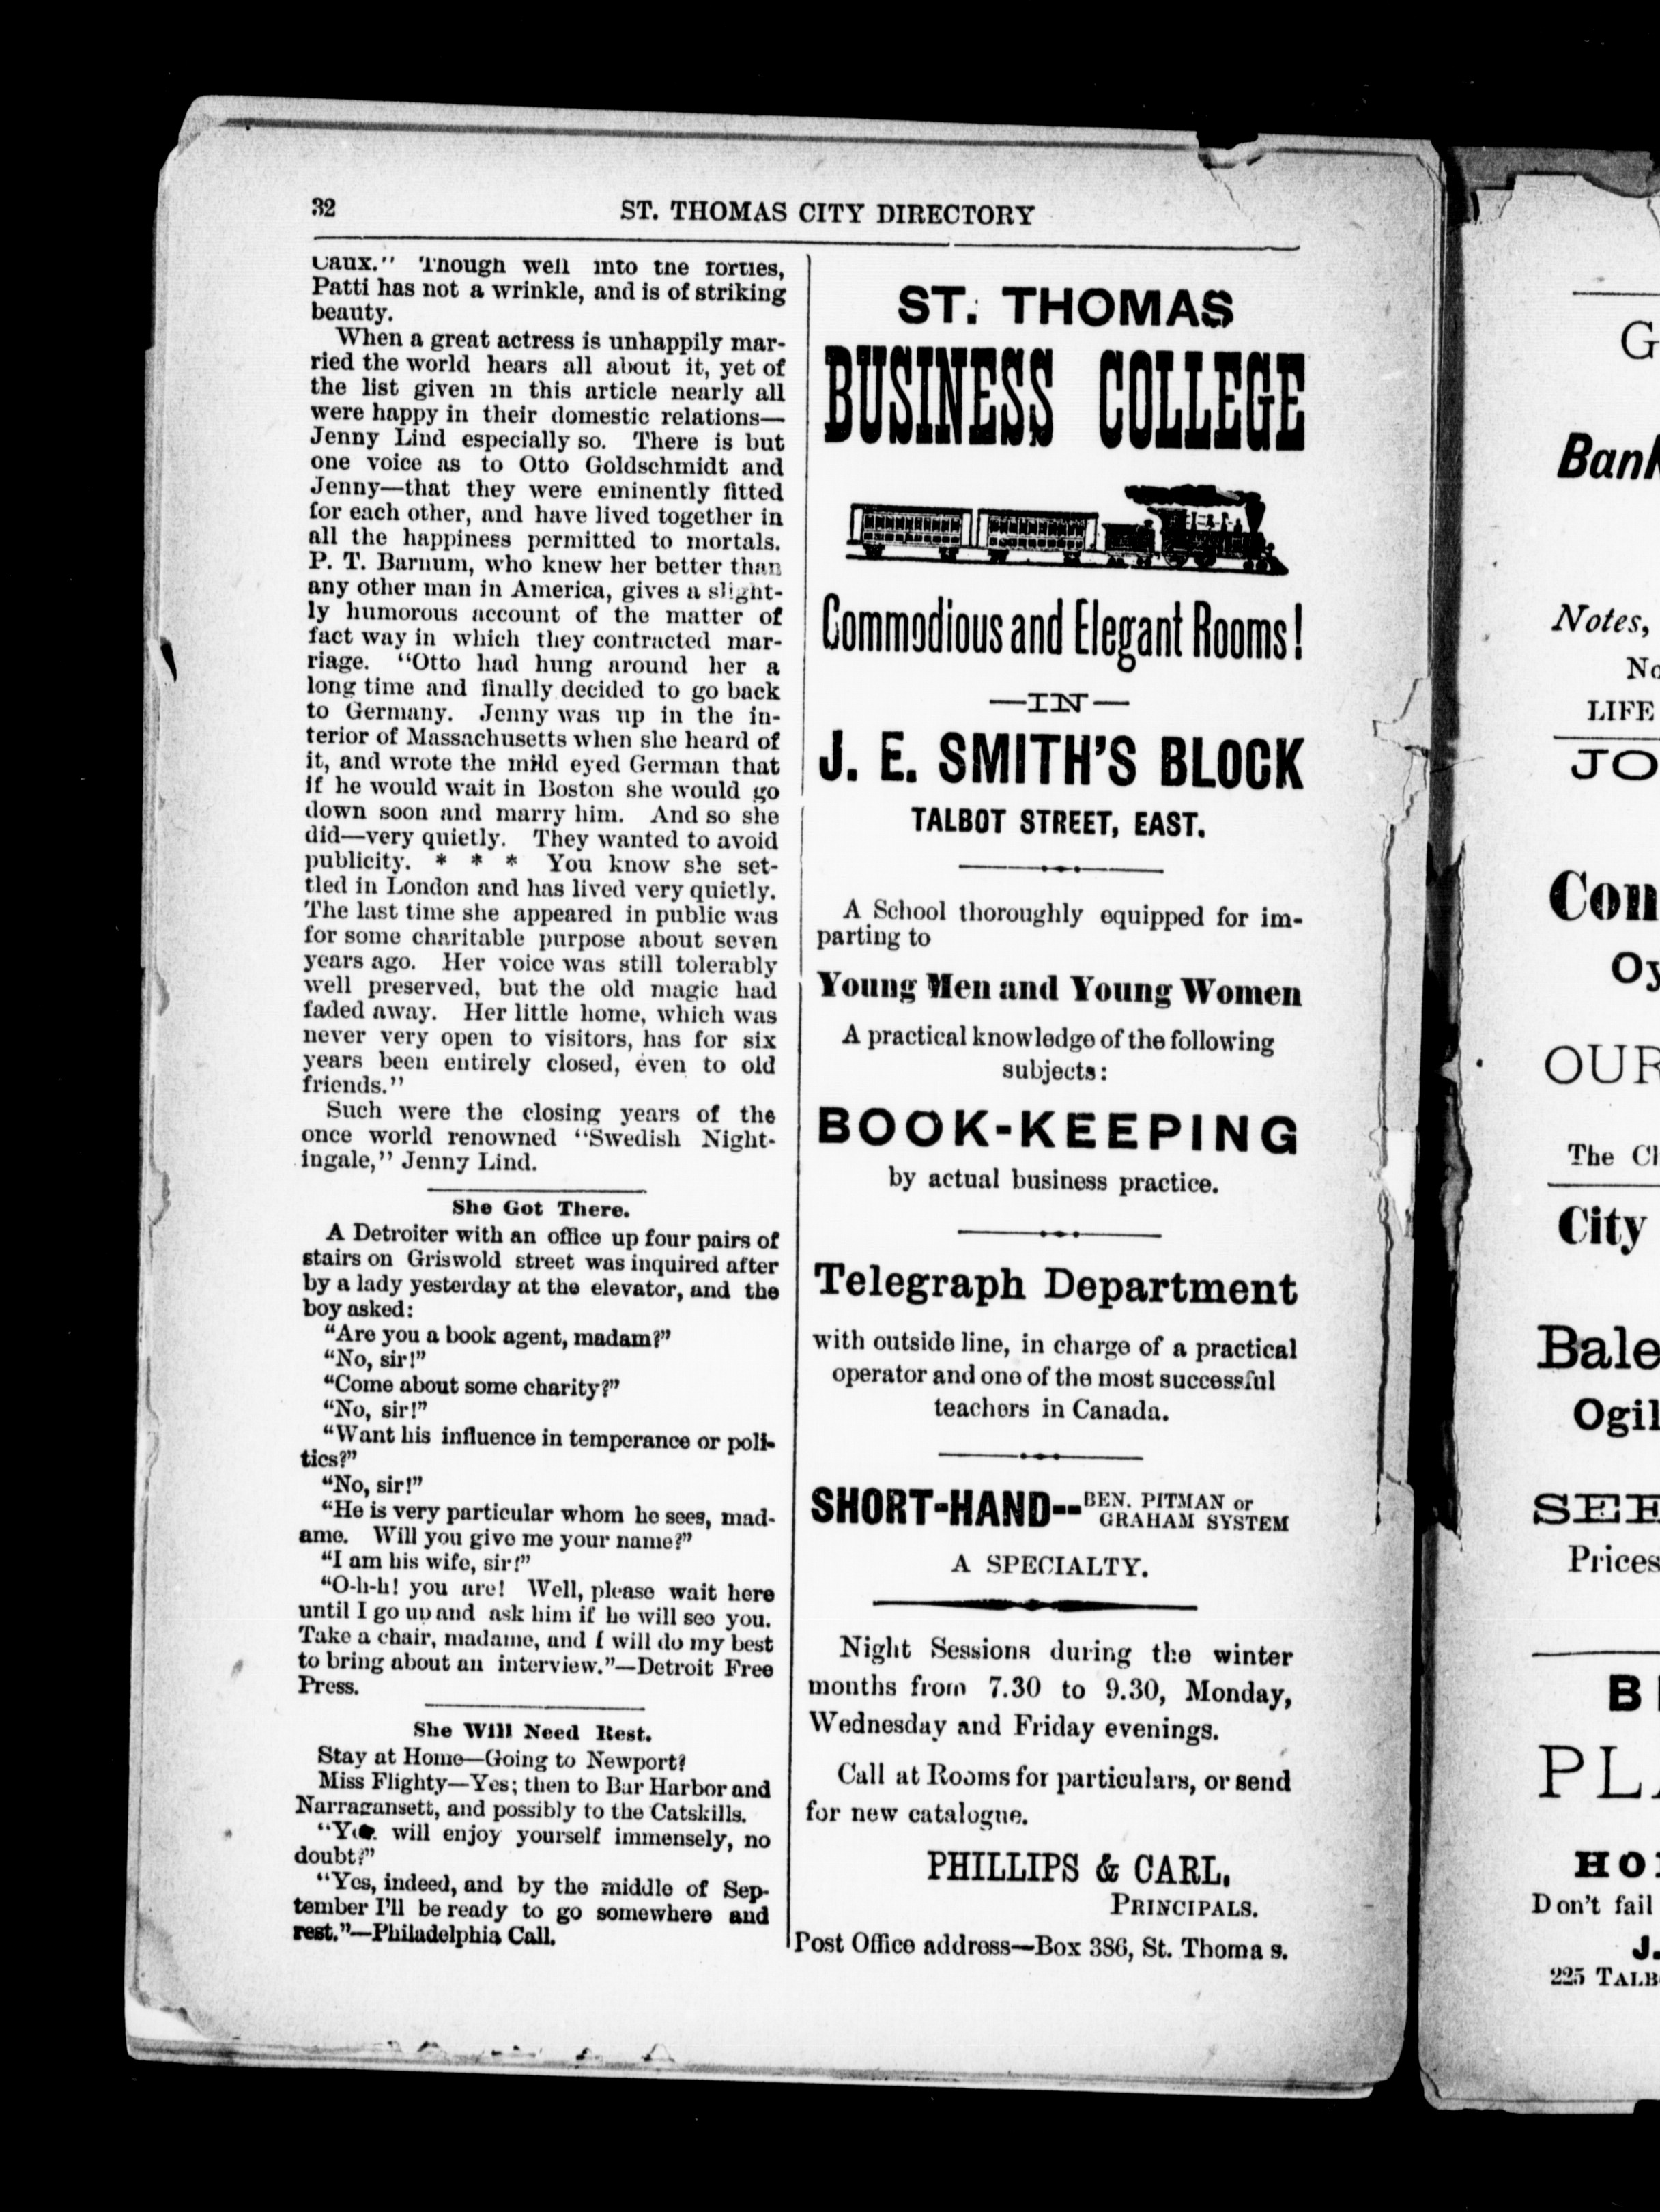 32
ST. THOMAS CITY DIRECTORY
Caux." Though well into the forties,
Patti has not a wrinkle, and is of striking
beauty.
When a great actress is unhappily mar-
ried the world hears all about it, yet of
the list given in this article nearly all
were happy in their domestic relations—
Jenny Lind especially so. There is but
one voice as to Otto Goldschmidt and
Jenny—that they were eminently fitted
for each other, and have lived together in
all the happiness permitted to mortals.
P. T. Barnum, who knew her better than
any other man in America, gives a slight-
ly humorous account of the matter of
fact way in which they contracted mar-
riage. "Otto had hung around her a
long time and finally decided to go back
to Germany. Jenny was up in the in-
terior of Massachusetts when she heard of
it, and wrote the mild eyed German that
if he would wait in Boston she would go
down soon and marry him. And so she
did—very quietly. They wanted to avoid
publicity. * * * You know she set-
tled in London and has lived very quietly.
The last time she appeared in public was
for some charitable purpose about seven
years ago. Her voice was still tolerably
well preserved, but the old magic had
faded away. Her little home, which was
never very open to visitors, has for six
years been entirely closed, even to old
friends."
Such were the closing years of the
once world renowned "Swedish Night-
ingale," Jenny Lind.
She Got There.
A Detroiter with an office up four pairs of
stairs on Griswold street was inquired after
by a lady yesterday at the elevator, and the
boy asked:
"Are you a book agent, madam?"
"No, sir!"
"Come about some charity?"
"No, sir!"
"Want his influence in temperance or poli-
tics?"
"No, sir!"
"He is very particular whom he sees, mad-
ame. Will you give me your name?"
"I am his wife, sir!"
"O-h-h! you are! Well, please wait here
until I go up and ask him if he will see you.
Take a chair, madame, and I will do my best
to bring about an interview."—Detroit Free
Press.
She Will Need Rest.
Stay at Home—Going to Newport?
Miss Flighty—Yes; then to Bar Harbor and
Narragansett, and possibly to the Catskills.
"You will enjoy yourself immensely, no
doubt?"
"Yes, indeed, and by the middle of Sep-
tember I'll be ready to go somewhere and
rest."—Philadelphia Call.
ST. THOMAS
BUSINESS COLLEGE
Commodious and Elegant Rooms!
—IN—
J. E. SMITH'S BLOCK
TALBOT STREET, EAST.
A School thoroughly equipped for im-
parting to
Young Men and Young Women
A practical knowledge of the following
subjects:
BOOK-KEEPING
by actual business practice.
Telegraph Department
with outside line, in charge of a practical
operator and one of the most successful
teachers in Canada.
SHORT-HAND--BEN. PITMAN or
GRAHAM SYSTEM
A SPECIALTY.
Night Sessions during the winter
months from 7.30 to 9.30, Monday,
Wednesday and Friday evenings.
Call at Rooms for particulars, or send
for new catalogue.
PHILLIPS & CARL,
PRINCIPALS.
Post Office address—Box 386, St. Thoma s.
G
Bank
Notes,
No
LIFE
JO
Con
Oy
OUR
The Cl
City
Bale
Ogil
SEE
Prices
B
PLA
HO
Don't fail
J.
225 TALB